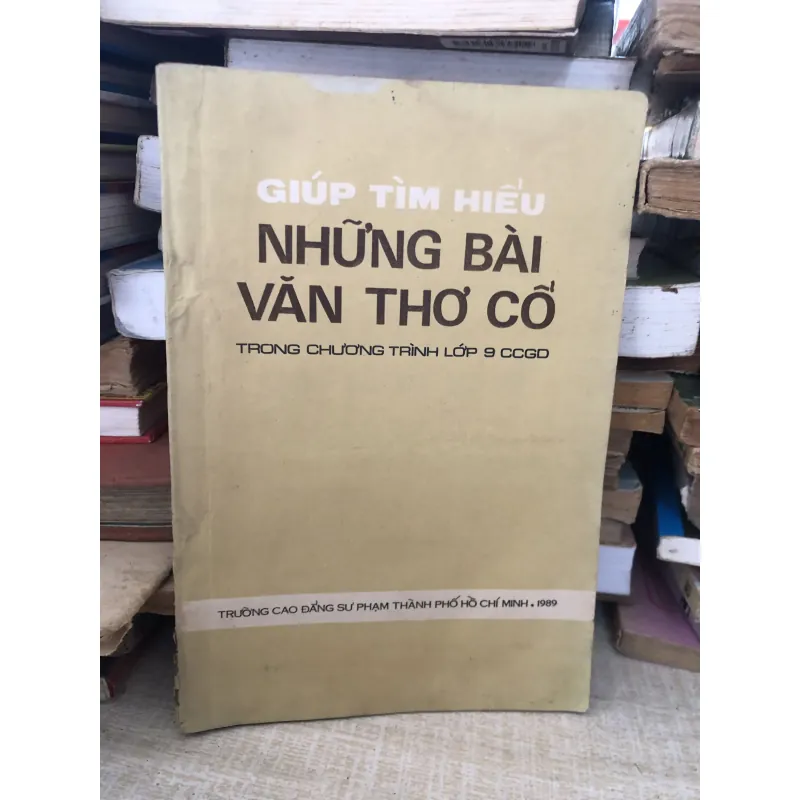 GIÚP TÌM HIỂU
NHỮNG BÀI
VĂN THƠ CỔ
TRONG CHƯƠNG TRÌNH LỚP 9 CCGD
TRƯỜNG CAO ĐẲNG SƯ PHẠM THÀNH PHỐ HỒ CHÍ MINH • 1989